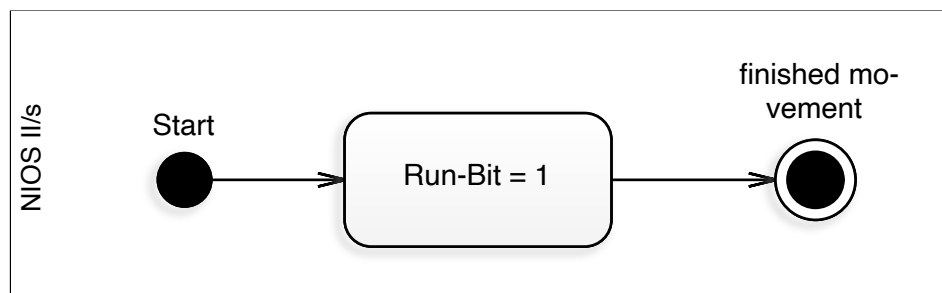 NIOS II/s
Start
Run-Bit = 1
finished mo-
vement